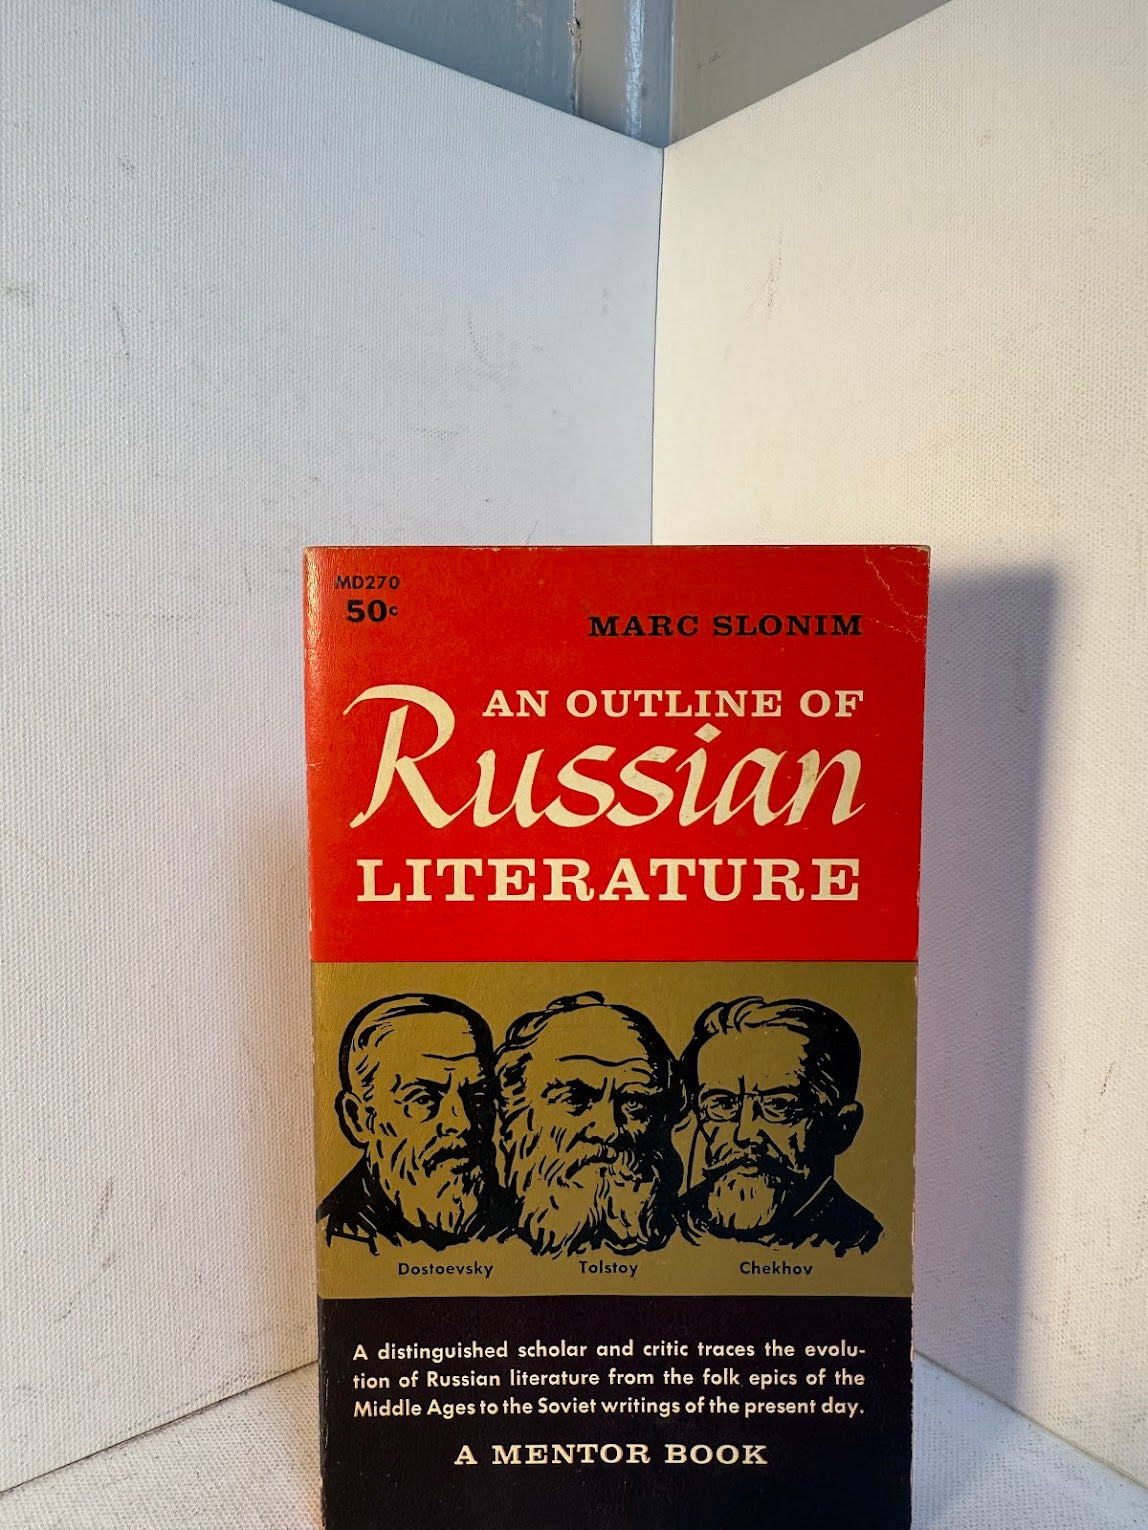 MD270
50c
MARC SLONIM
AN OUTLINE OF
Russian
LITERATURE
Dostoevsky Tolstoy Chekhov
A distinguished scholar and critic traces the evolu-
tion of Russian literature from the folk epics of the
Middle Ages to the Soviet writings of the present day.
A MENTOR BOOK